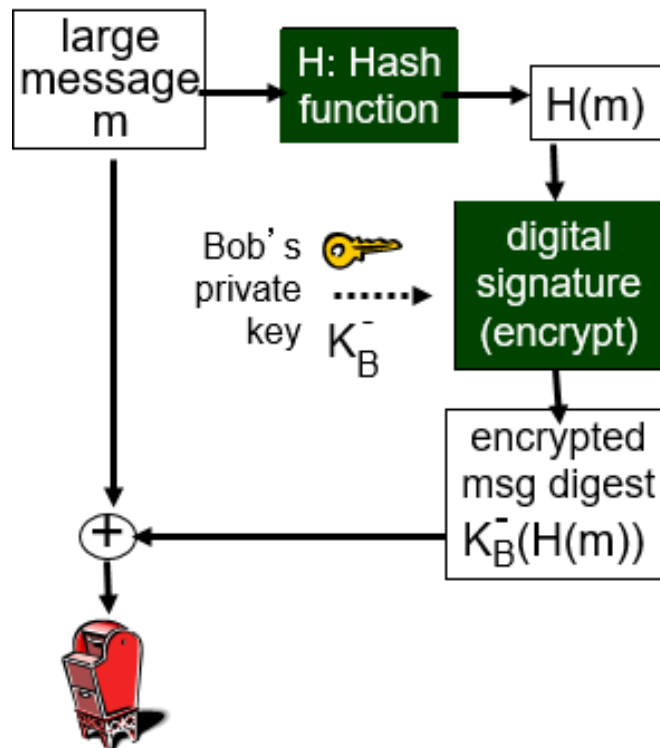 large
message
m
H: Hash
function
H(m)
Bob's
private
key
K_B^-
digital
signature
(encrypt)
encrypted
msg digest
K_B^-(H(m))
+